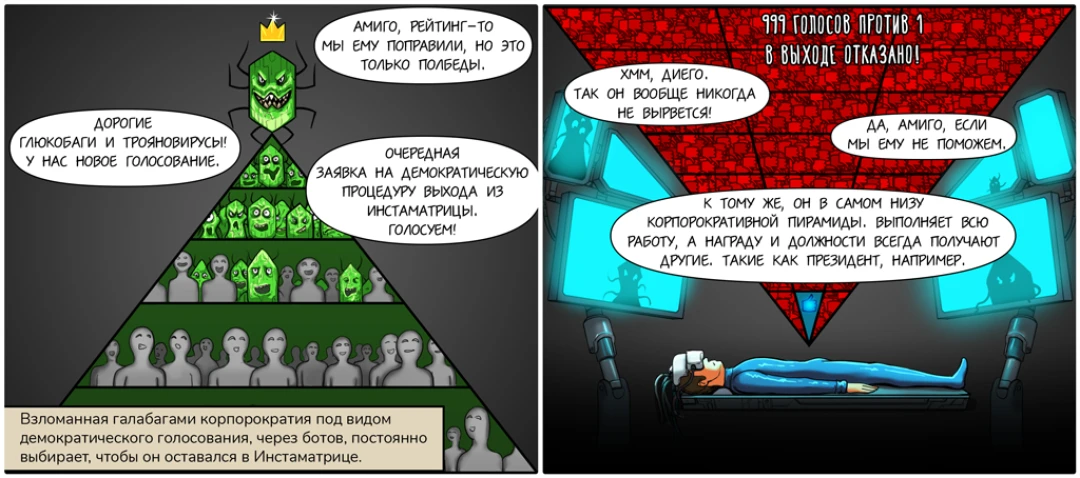 АМИГО, РЕЙТИНГ-ТО
МЫ ЕМУ ПОПРАВИЛИ, НО ЭТО
ТОЛЬКО ПОЛБЕДЫ.
ДОРОГИЕ
ГЛЮКОБАГИ И ТРОЯНОВИРУСЫ!
У НАС НОВОЕ ГОЛОСОВАНИЕ.
ОЧЕРЕДНАЯ
ЗАЯВКА НА ДЕМОКРАТИЧЕСКУЮ
ПРОЦЕДУРУ ВЫХОДА ИЗ
ИНСТАМАТРИЦЫ.
ГОЛОСУЕМ!
Взломанная галабагами корпорократия под видом
демократического голосования, через ботов, постоянно
выбирает, чтобы он оставался в Инстаматрице.
999 ГОЛОСОВ ПРОТИВ 1
В ВЫХОДЕ ОТКАЗАНО!
ХММ, ДИЕГО.
ТАК ОН ВООБЩЕ НИКОГДА
НЕ ВЫРВЕТСЯ!
ДА, АМИГО, ЕСЛИ
МЫ ЕМУ НЕ ПОМОЖЕМ.
К ТОМУ ЖЕ, ОН В САМОМ НИЗУ
КОРПОРОКРАТИВНОЙ ПИРАМИДЫ. ВЫПОЛНЯЕТ ВСЮ
РАБОТУ, А НАГРАДУ И ДОЛЖНОСТИ ВСЕГДА ПОЛУЧАЮТ
ДРУГИЕ. ТАКИЕ КАК ПРЕЗИДЕНТ, НАПРИМЕР.